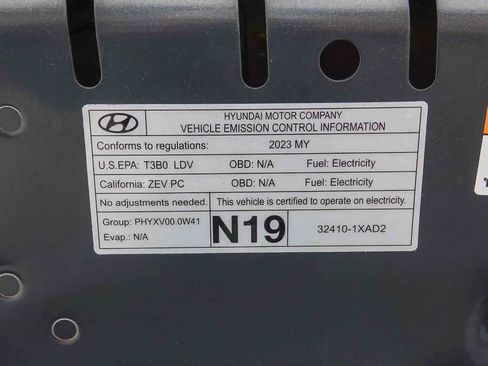 HYUNDAI MOTOR COMPANY
VEHICLE EMISSION CONTROL INFORMATION
Conforms to regulations: 2023 MY
U.S.EPA: T3B0 LDV OBD: N/A Fuel: Electricity
California: ZEV PC OBD: N/A Fuel: Electricity
No adjustments needed. This vehicle is certified to operate on electricity.
Group: PHYXV00.0W41
Evap.: N/A
N19
32410-1XAD2